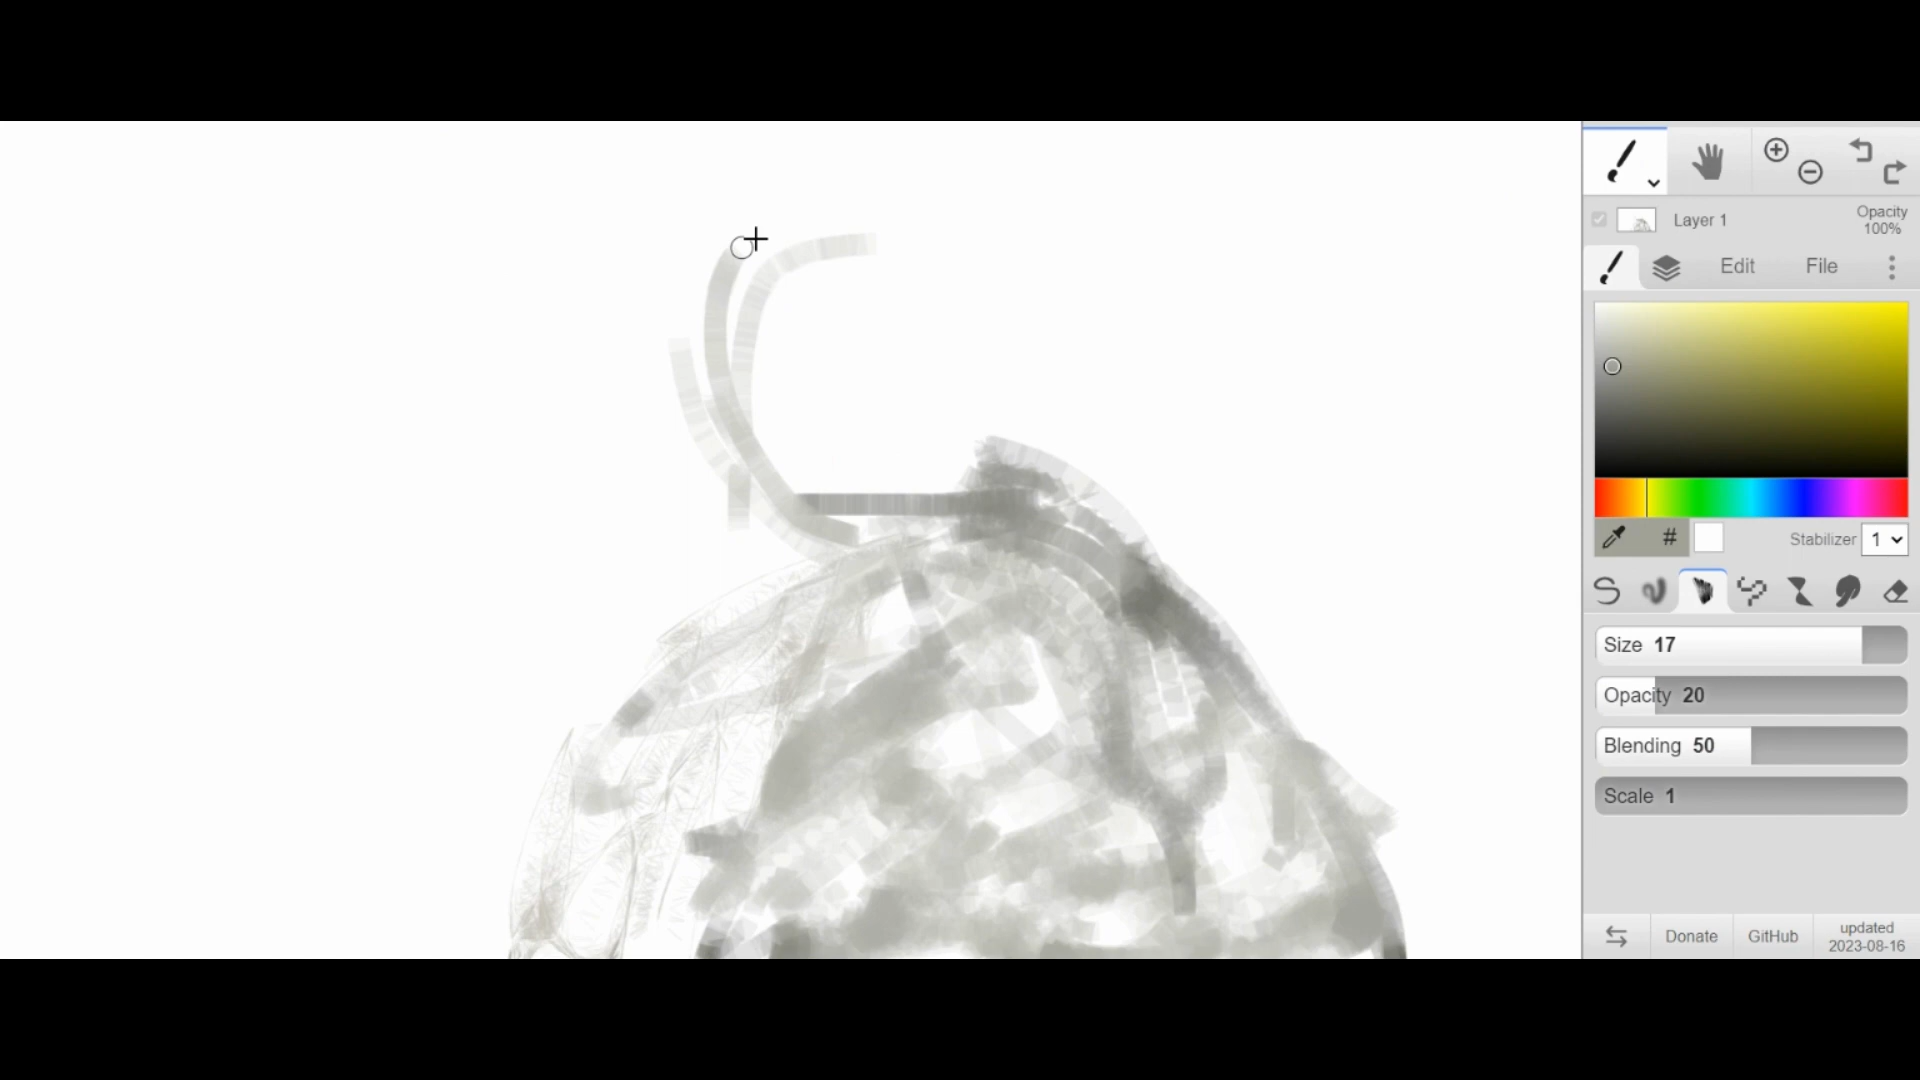 Layer 1
Opacity
100%
Edit
File
#
Stabilizer 1
Size 17
Opacity 20
Blending 50
Scale 1
Donate
GitHub
updated
2023-08-16